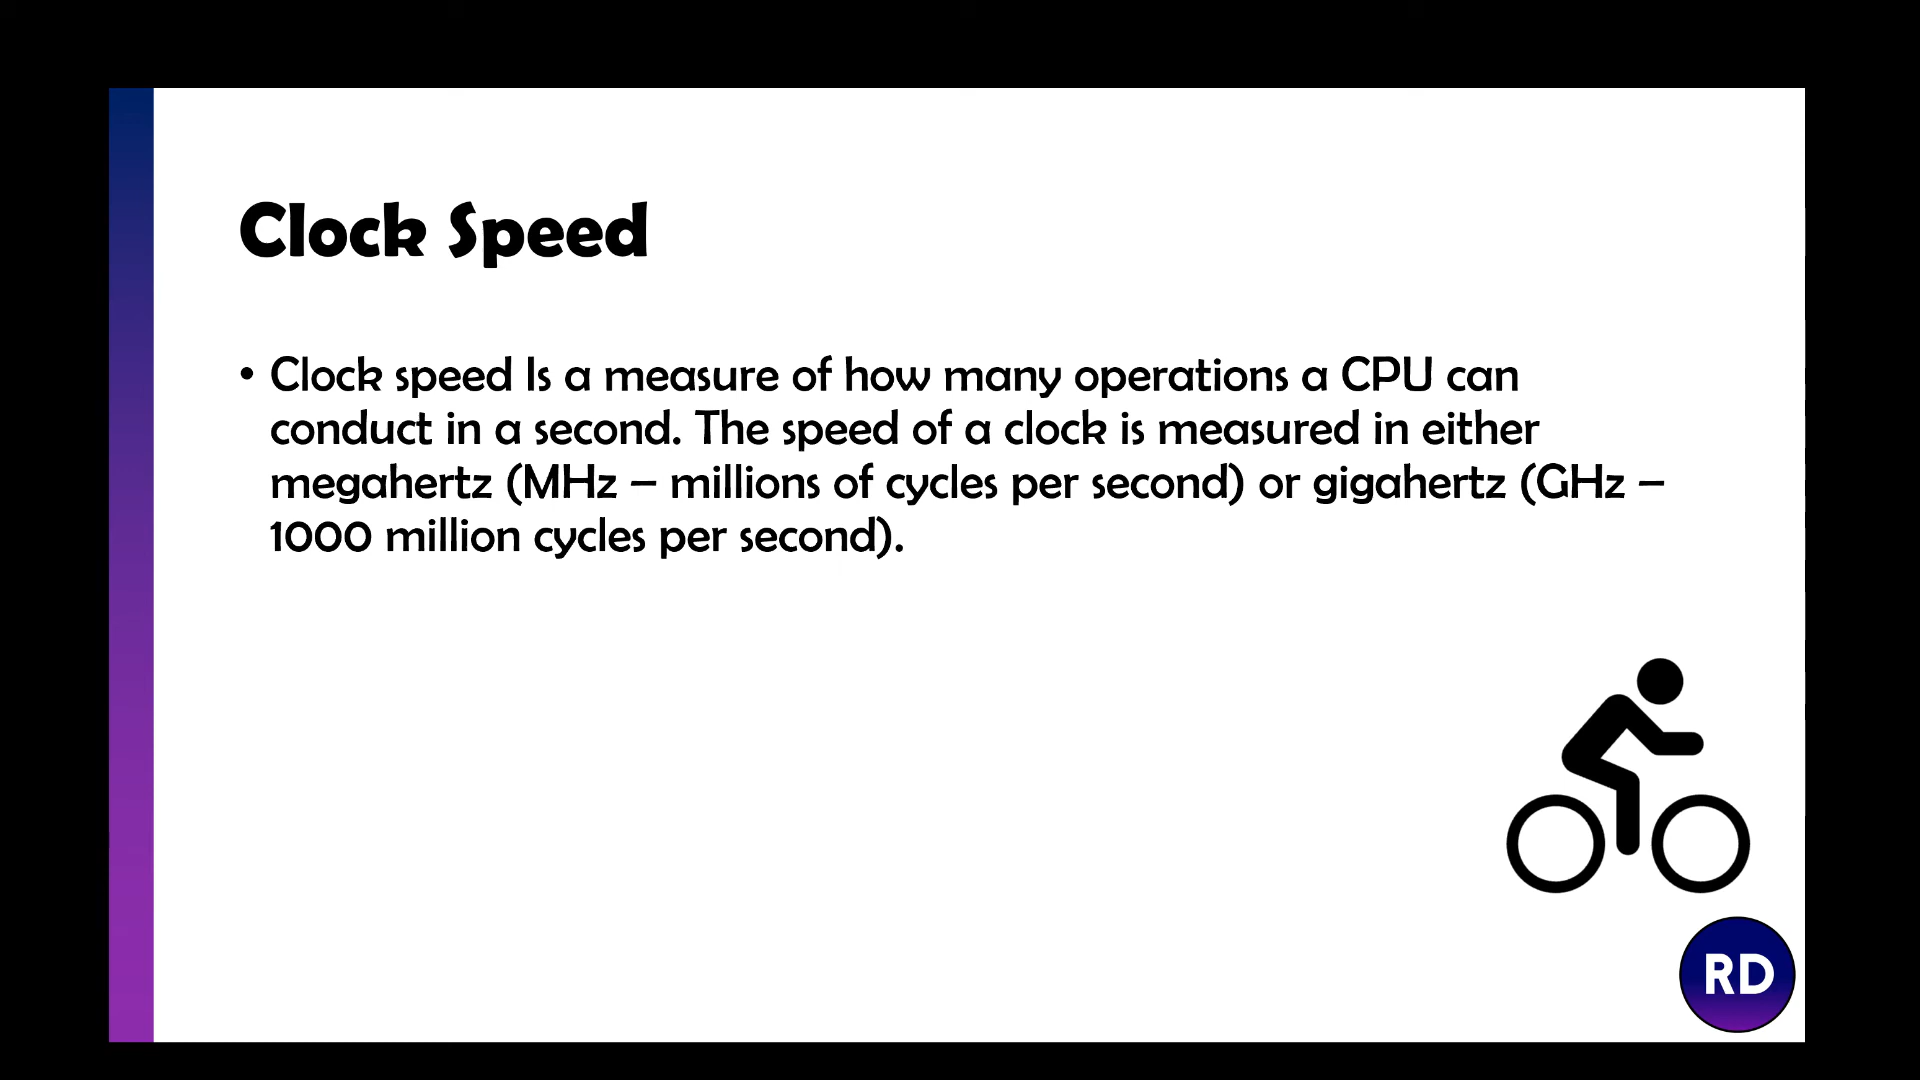 Clock Speed
• Clock speed Is a measure of how many operations a CPU can
conduct in a second. The speed of a clock is measured in either
megahertz (MHz – millions of cycles per second) or gigahertz (GHz –
1000 million cycles per second).
RD